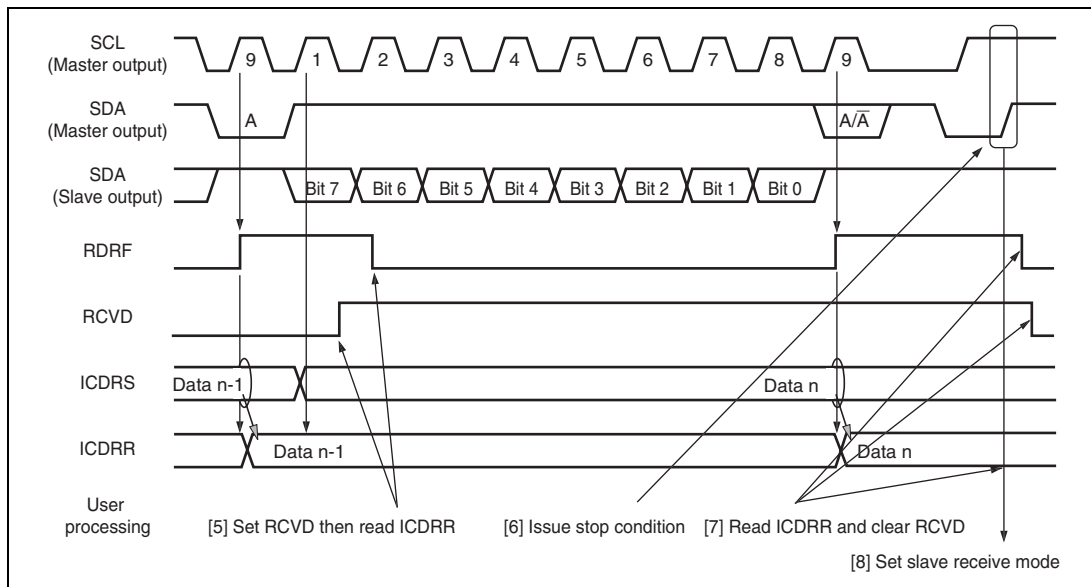 SCL
(Master output)
9 1 2 3 4 5 6 7 8 9
SDA
(Master output)
A A/A̅
SDA
(Slave output)
Bit 7 Bit 6 Bit 5 Bit 4 Bit 3 Bit 2 Bit 1 Bit 0
RDRF
RCVD
ICDRS
Data n-1 Data n
ICDRR
Data n-1 Data n
User
processing
[5] Set RCVD then read ICDRR [6] Issue stop condition [7] Read ICDRR and clear RCVD
[8] Set slave receive mode